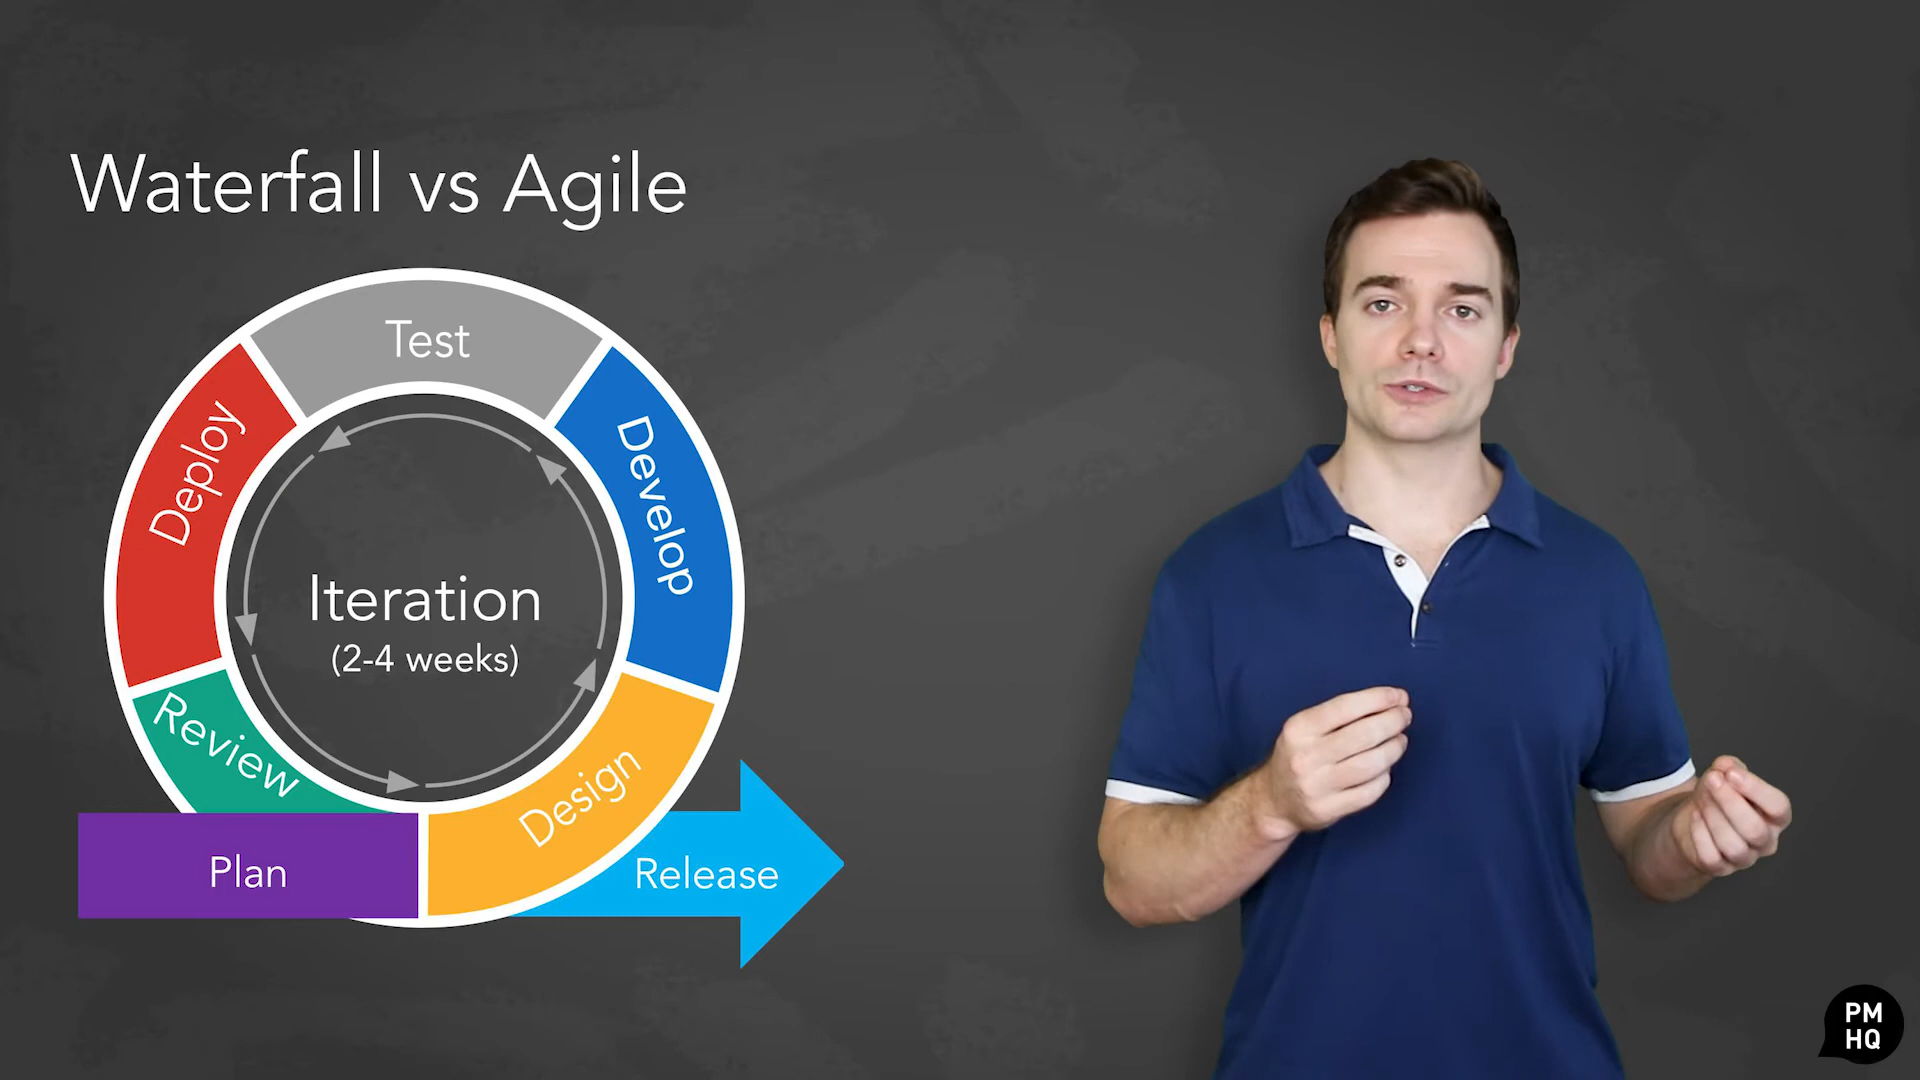 Waterfall vs Agile
Test
Deploy
Develop
Iteration
(2-4 weeks)
Review
Design
Plan
Release
PM
HQ